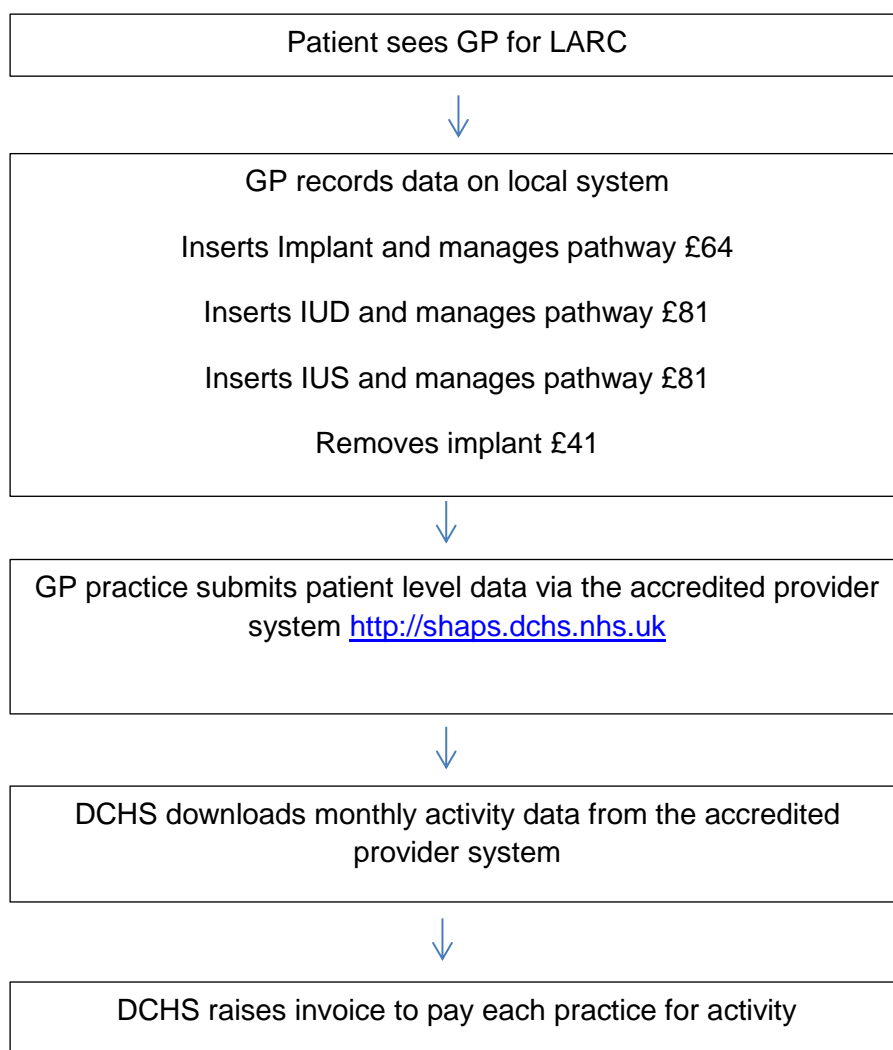 Patient sees GP for LARC
GP records data on local system
Inserts Implant and manages pathway £64
Inserts IUD and manages pathway £81
Inserts IUS and manages pathway £81
Removes implant £41
GP practice submits patient level data via the accredited provider
system http://shaps.dchs.nhs.uk
DCHS downloads monthly activity data from the accredited
provider system
DCHS raises invoice to pay each practice for activity